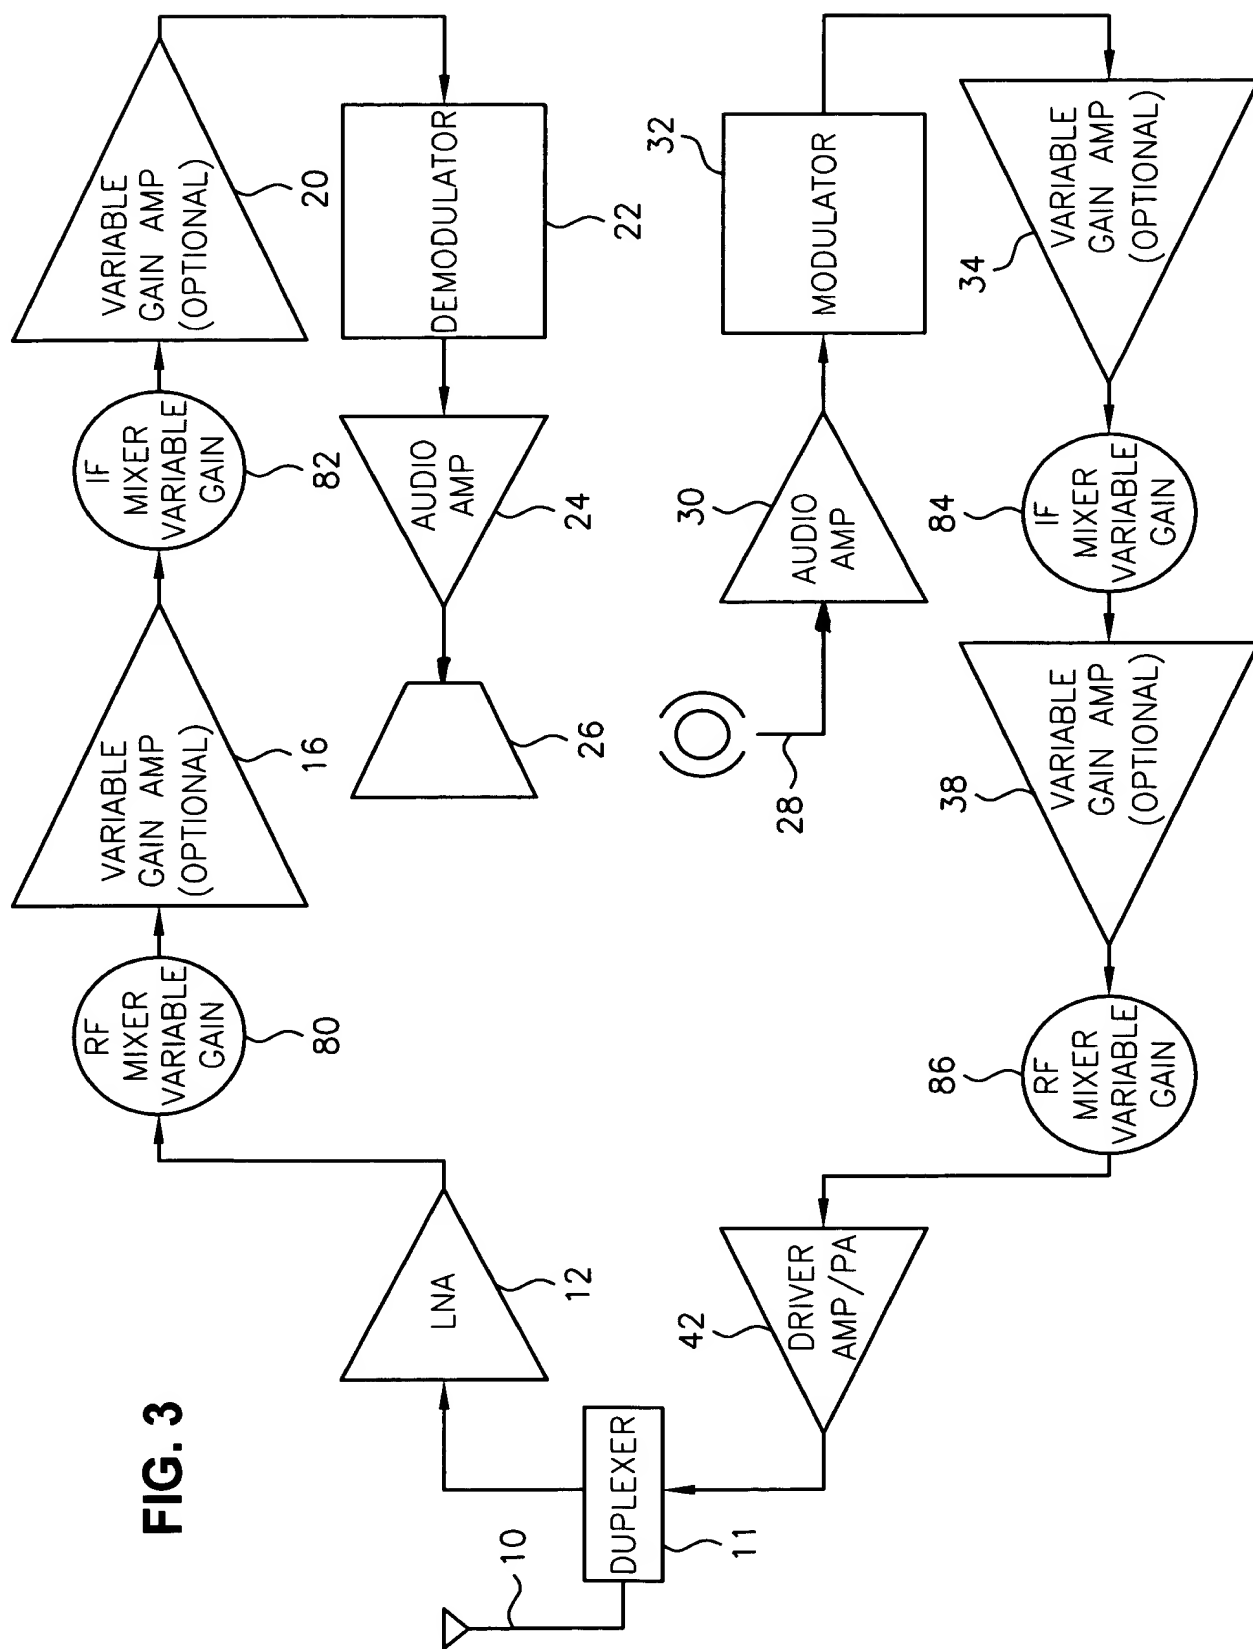 FIG. 3
10
DUPLEXER
11
LNA
12
RF
MIXER
VARIABLE
GAIN
80
VARIABLE
GAIN AMP
(OPTIONAL)
16
IF
MIXER
VARIABLE
GAIN
82
VARIABLE
GAIN AMP
(OPTIONAL)
20
DEMODULATOR
22
AUDIO
AMP
24
26
28
30
AUDIO
AMP
32
MODULATOR
34
VARIABLE
GAIN AMP
(OPTIONAL)
84
IF
MIXER
VARIABLE
GAIN
38
VARIABLE
GAIN AMP
(OPTIONAL)
86
RF
MIXER
VARIABLE
GAIN
42
DRIVER
AMP/PA